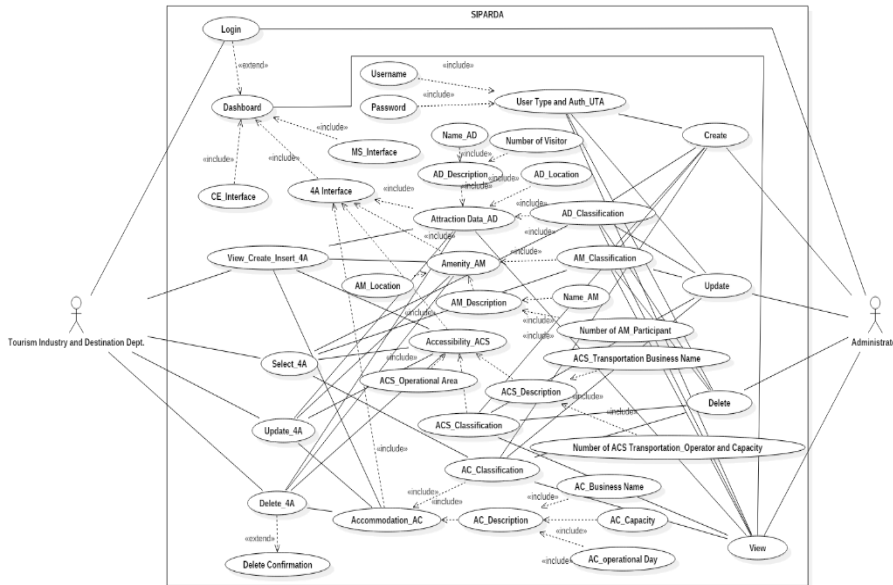 SIPARDA
Login
«extend»
Username
«include»
Dashboard
Password
«include»
User Type and Auth_UTA
«include»
MS_Interface
Name_AD
Number of Visitor
Create
«include»
«include»
«include»
AD_Description
«include»
AD_Location
CE_Interface
4A Interface
«include»
«include»
«include»
Attraction Data_AD
«include»
AD_Classification
«include»
View_Create_Insert_4A
Amenity_AM
«include»
AM_Classification
AM_Location
Update
AM_Description
«include»
Name_AM
«include»
Number of AM_Participant
Tourism Industry and Destination Dept.
Accessibility_ACS
«include»
ACS_Transportation Business Name
Select_4A
«include»
ACS_Operational Area
ACS_Description
Delete
«include»
ACS_Classification
Update_4A
Number of ACS Transportation_Operator and Capacity
«include»
AC_Classification
«include»
AC_Business Name
Delete_4A
«include»
«include»
Accommodation_AC
AC_Description
AC_Capacity
«extend»
View
«include»
AC_operational Day
Delete Confirmation